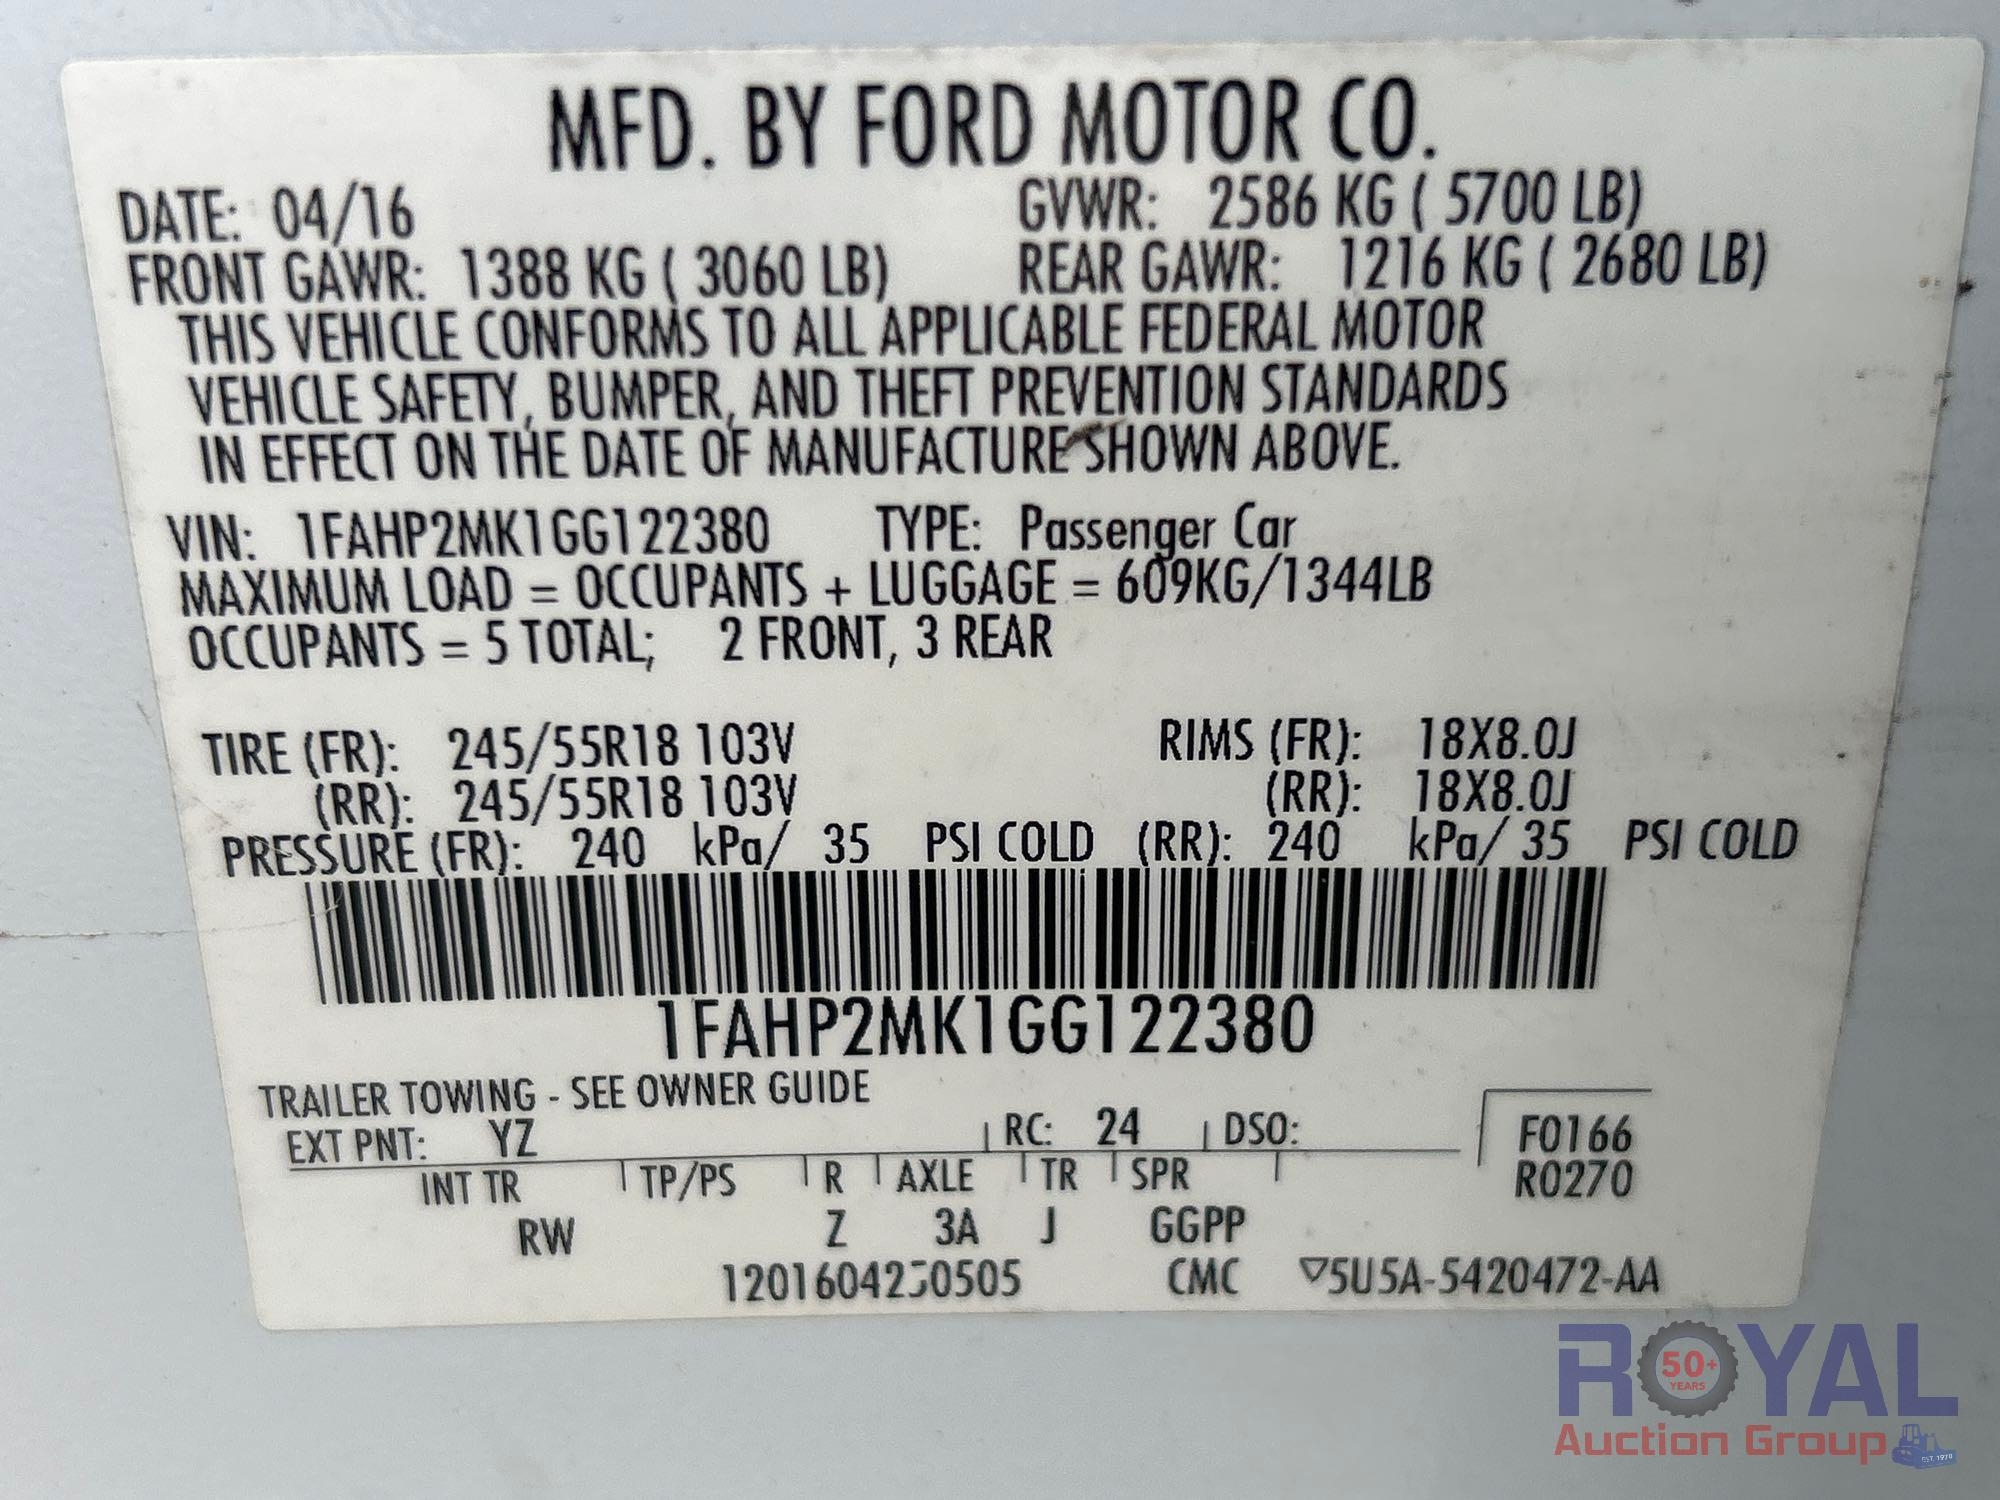 MFD. BY FORD MOTOR CO.
DATE: 04/16 GVWR: 2586 KG ( 5700 LB)
FRONT GAWR: 1388 KG ( 3060 LB) REAR GAWR: 1216 KG ( 2680 LB)
THIS VEHICLE CONFORMS TO ALL APPLICABLE FEDERAL MOTOR
VEHICLE SAFETY, BUMPER, AND THEFT PREVENTION STANDARDS
IN EFFECT ON THE DATE OF MANUFACTURE SHOWN ABOVE.
VIN: 1FAHP2MK1GG122380 TYPE: Passenger Car
MAXIMUM LOAD = OCCUPANTS + LUGGAGE = 609KG/1344LB
OCCUPANTS = 5 TOTAL; 2 FRONT, 3 REAR
TIRE (FR): 245/55R18 103V RIMS (FR): 18X8.0J
(RR): 245/55R18 103V (RR): 18X8.0J
PRESSURE (FR): 240 kPa/ 35 PSI COLD (RR): 240 kPa/ 35 PSI COLD
1FAHP2MK1GG122380
TRAILER TOWING - SEE OWNER GUIDE
EXT PNT: YZ RC: 24 DSO: F0166
INT TR TP/PS R AXLE TR SPR R0270
RW Z 3A J GGPP
CMC ▽5U5A-5420472-AA
ROYAL
50+
YEARS
Auction Group
EST. 1970